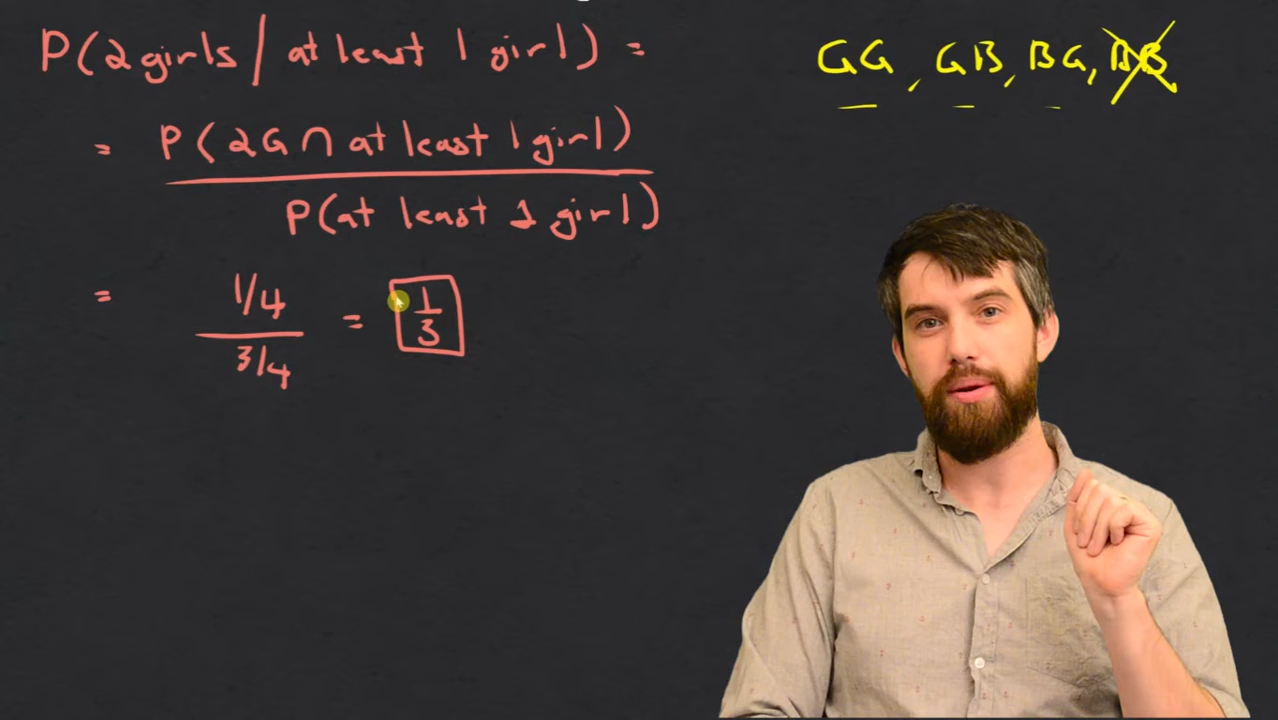 P(2 girls / at least 1 girl) =
GG, GB, BG, BB
= P(2G ∩ at least 1 girl)
P(at least 1 girl)
= 1/4
3/4
= 1
3